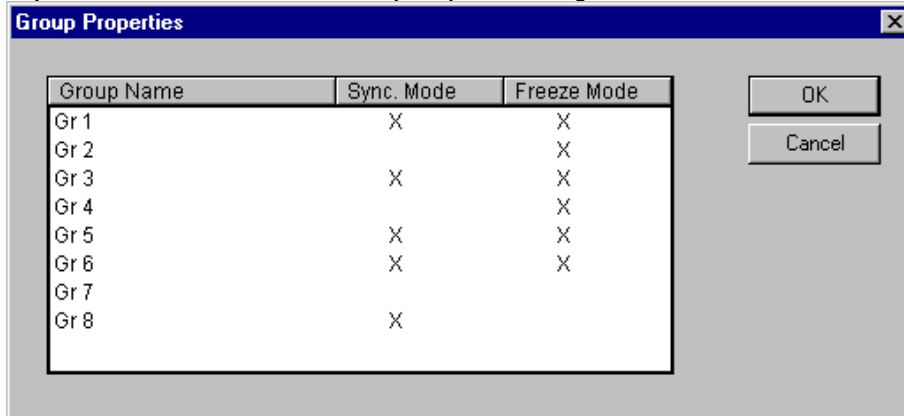 Group Properties
Group Name Sync. Mode Freeze Mode
OK
Gr 1 X X
Cancel
Gr 2 X
Gr 3 X X
Gr 4 X
Gr 5 X X
Gr 6 X X
Gr 7
Gr 8 X